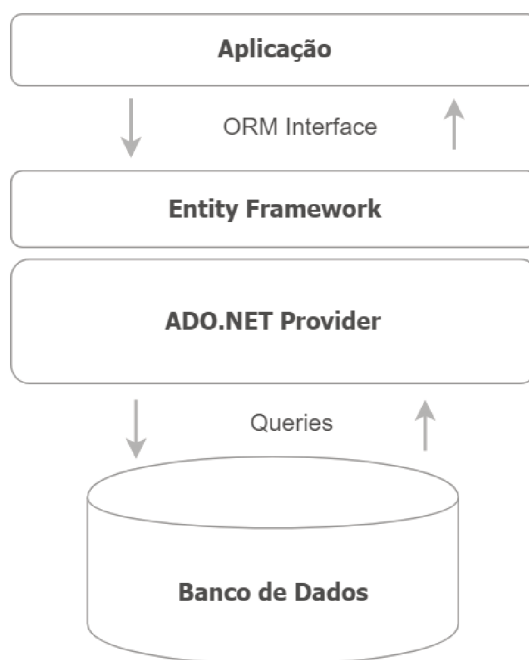 Aplicação
ORM Interface
Entity Framework
ADO.NET Provider
Queries
Banco de Dados